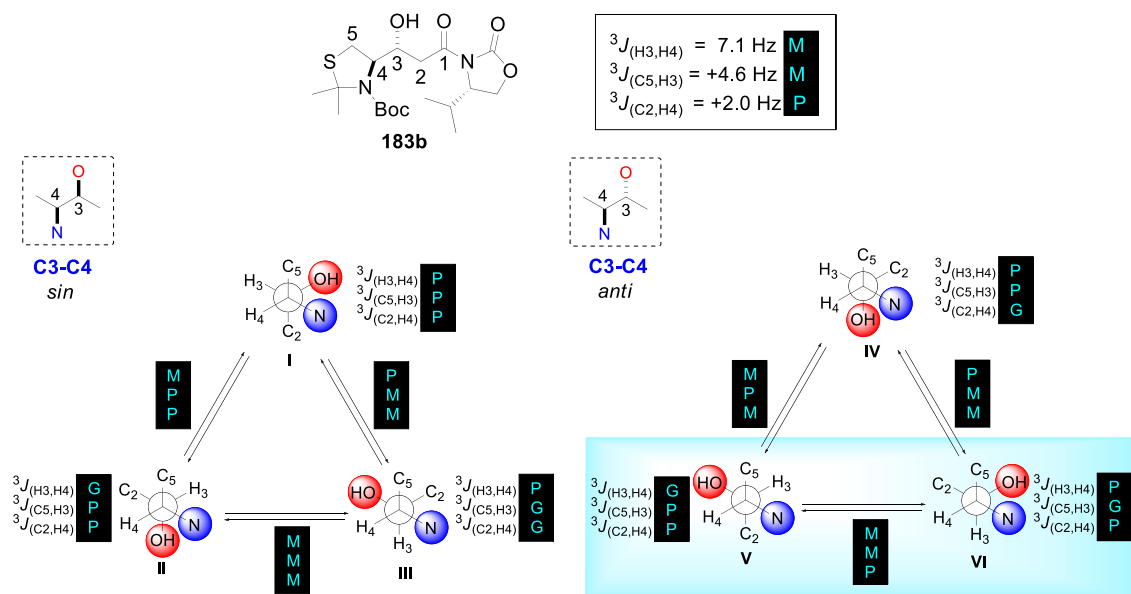 OH O O
5
S 4 3 2 1 N O
N
Boc
183b
3J(H3,H4) = 7.1 Hz M
3J(C5,H3) = +4.6 Hz M
3J(C2,H4) = +2.0 Hz P
O
4
3
N
C3-C4
sin
O
4
3
N
C3-C4
anti
C5
H3 OH
H4 N
C2
I
3J(H3,H4) P
3J(C5,H3) P
3J(C2,H4) P
C5
H3 C2
H4 N
OH
IV
3J(H3,H4) P
3J(C5,H3) P
3J(C2,H4) G
M
P
P
P
M
M
M
P
M
P
M
M
3J(H3,H4) G
3J(C5,H3) P
3J(C2,H4) P
C5
C2 H3
H4 N
OH
II
M
M
M
C5
HO C2
H4 N
H3
III
3J(H3,H4) P
3J(C5,H3) G
3J(C2,H4) G
3J(H3,H4) G
3J(C5,H3) P
3J(C2,H4) P
C5
HO H3
H4 N
C2
V
M
M
P
C5
C2 OH
H4 N
H3
VI
3J(H3,H4) P
3J(C5,H3) G
3J(C2,H4) P